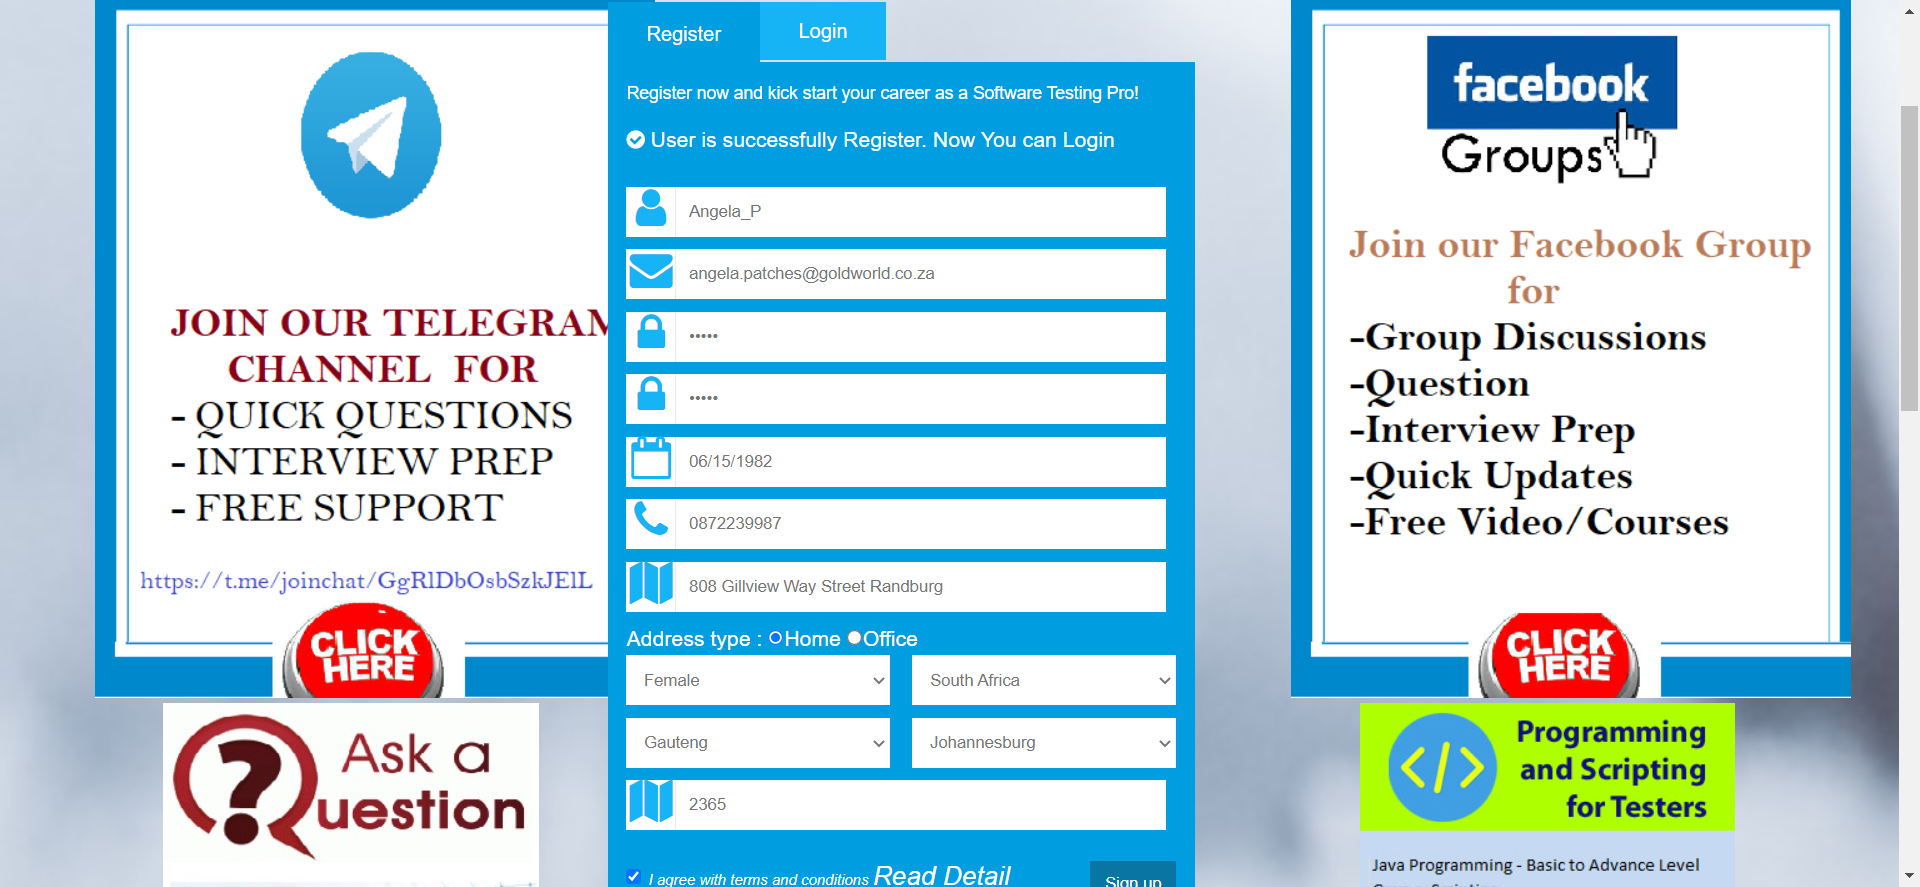 JOIN OUR TELEGRAM
CHANNEL FOR
- QUICK QUESTIONS
- INTERVIEW PREP
- FREE SUPPORT
https://t.me/joinchat/GgRlDbOsbSzkJElL
CLICK
HERE
Ask a
Question
Register
Login
Register now and kick start your career as a Software Testing Pro!
User is successfully Register. Now You can Login
Angela_P
angela.patches@goldworld.co.za
•••••
•••••
06/15/1982
0872239987
808 Gillview Way Street Randburg
Address type : Home Office
Female
South Africa
Gauteng
Johannesburg
2365
I agree with terms and conditions Read Detail
Sign up
facebook
Groups
Join our Facebook Group
for
-Group Discussions
-Question
-Interview Prep
-Quick Updates
-Free Video/Courses
CLICK
HERE
</> Programming
and Scripting
for Testers
Java Programming - Basic to Advance Level